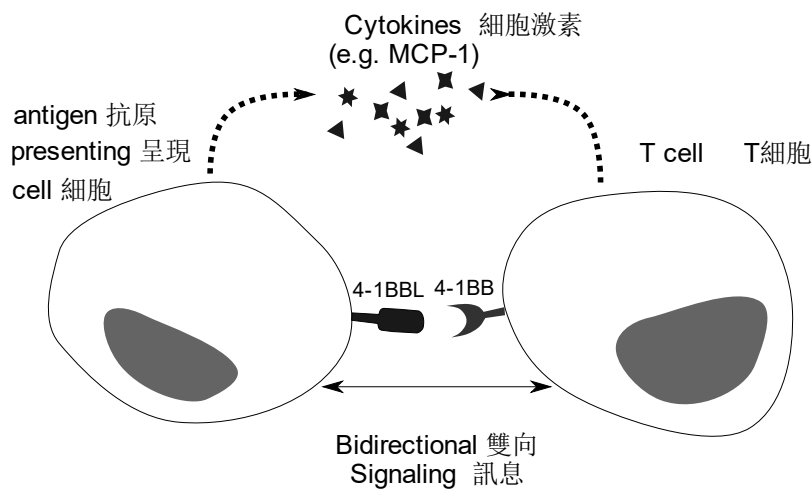 Cytokines 細胞激素
(e.g. MCP-1)
antigen 抗原
presenting 呈現
cell 細胞
T cell T細胞
4-1BBL 4-1BB
Bidirectional 雙向
Signaling 訊息